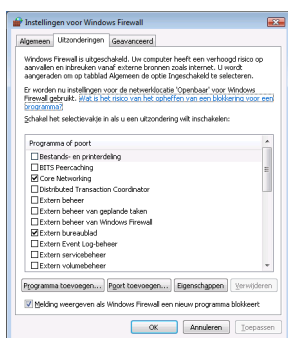 Instellingen voor Windows Firewall
Algemeen Uitzonderingen Geavanceerd
Windows Firewall is uitgeschakeld. Uw computer heeft een verhoogd risico op
aanvallen en inbreuken vanaf externe bronnen zoals internet. U wordt
aangeraden om op tabblad Algemeen de optie Ingeschakeld te selecteren.
Er worden nu instellingen voor de netwerklocatie 'Openbaar' voor Windows
Firewall gebruikt. Wat is het risico van het opheffen van een blokkering voor een
programma?
Schakel het selectievakje in als u een uitzondering wilt inschakelen:
Programma of poort
Bestands- en printerdeling
BITS Peercaching
Core Networking
Distributed Transaction Coordinator
Extern beheer
Extern beheer van geplande taken
Extern beheer van Windows Firewall
Extern bureaublad
Extern Event Log-beheer
Extern servicebeheer
Extern volumebeheer
Programma toevoegen... Poort toevoegen... Eigenschappen Verwijderen
Melding weergeven als Windows Firewall een nieuw programma blokkeert
OK Annuleren Toepassen